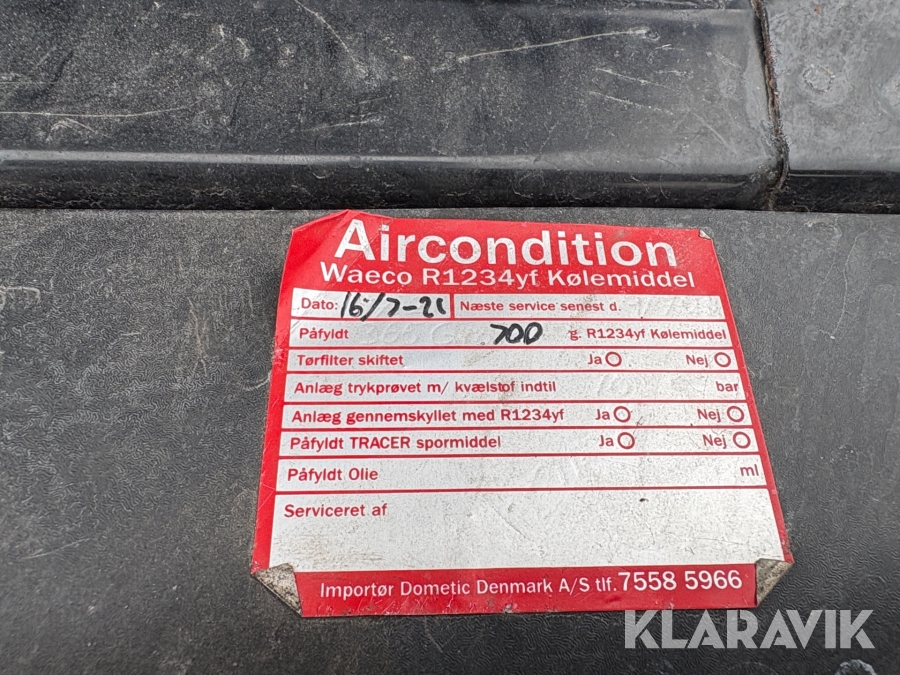 Aircondition
Waeco R1234yf Kølemiddel
Dato: 16/7-21 Næste service senest d.
Påfyldt 700 g. R1234yf Kølemiddel
Tørfilter skiftet Ja Nej
Anlæg trykprøvet m/ kvælstof indtil bar
Anlæg gennemskyllet med R1234yf Ja Nej
Påfyldt TRACER spormiddel Ja Nej
Påfyldt Olie ml
Serviceret af
Importør Dometic Denmark A/S tlf. 7558 5966
KLARAVIK